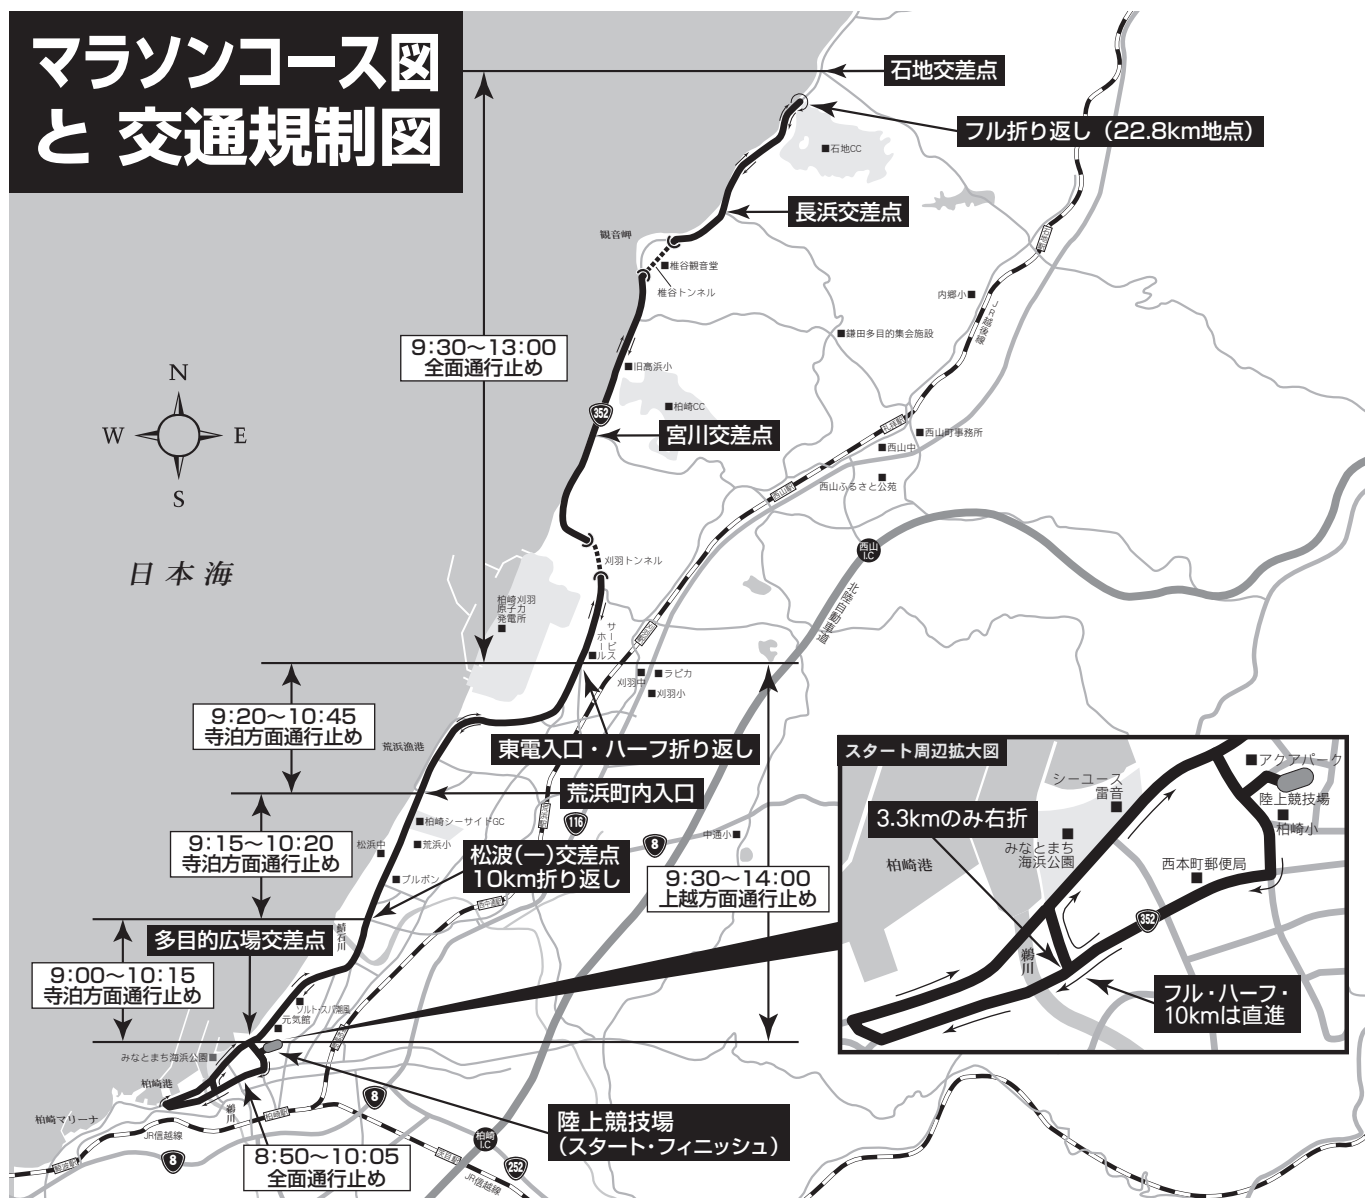 マラソンコース図
と 交通規制図
石地交差点
フル折り返し（22.8km地点）
石地CC
長浜交差点
観音岬
椎谷観音堂
椎谷トンネル
内郷小
JR越後線
鎌田多目的集会施設
9:30〜13:00
全面通行止め
旧高浜小
352
柏崎CC
宮川交差点
西山町事務所
西山中
西山ふるさと公苑
西山駅
N
W
E
S
日本海
刈羽トンネル
西山
I.C
北陸自動車道
柏崎刈羽
原子力
発電所
サービス
ホール
刈羽中
ラピカ
刈羽小
9:20〜10:45
寺泊方面通行止め
荒浜漁港
東電入口・ハーフ折り返し
荒浜町内入口
9:15〜10:20
寺泊方面通行止め
柏崎シーサイドGC
松浜中
荒浜小
116
8
中通小
松波(一)交差点
10km折り返し
ブルボン
9:30〜14:00
上越方面通行止め
多目的広場交差点
鯖石川
9:00〜10:15
寺泊方面通行止め
ソルト・スパ潮風
元気館
みなとまち海浜公園
柏崎港
鵜川
柏崎駅
柏崎マリーナ
JR信越線
8
8
8:50〜10:05
全面通行止め
陸上競技場
（スタート・フィニッシュ）
柏崎
I.C
252
JR信越線
スタート周辺拡大図
アクアパーク
シーユース
雷音
陸上競技場
柏崎小
3.3kmのみ右折
みなとまち
海浜公園
柏崎港
西本町郵便局
352
鵜川
フル・ハーフ・
10kmは直進